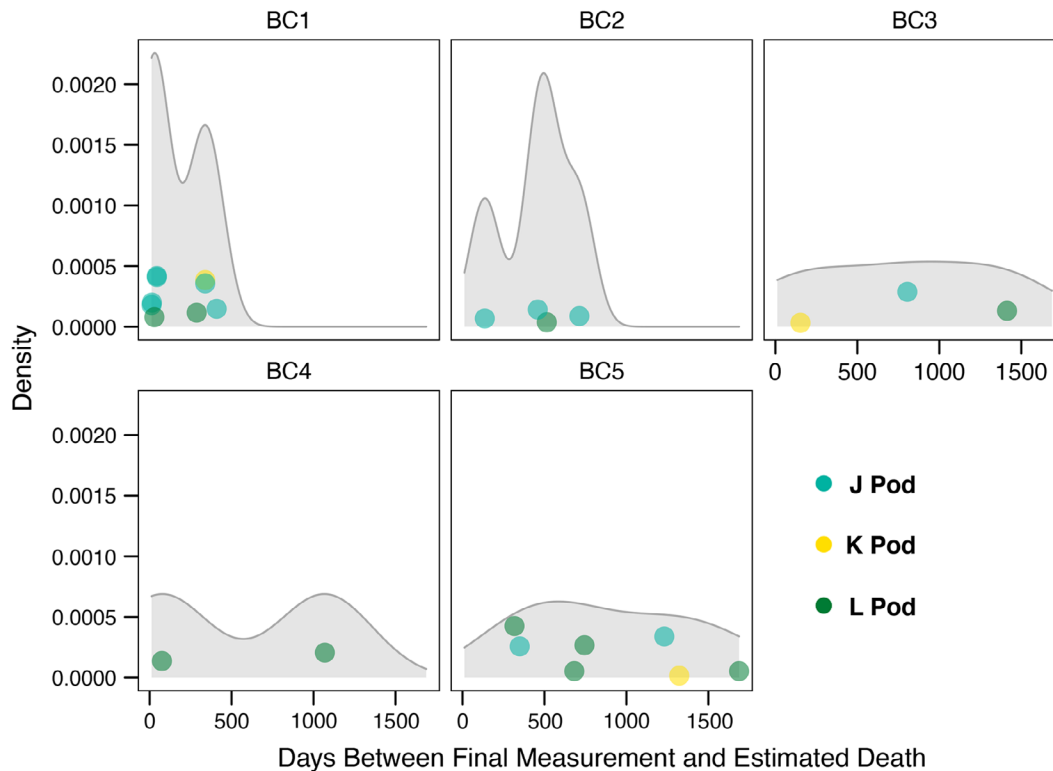 BC1 BC2 BC3
0.0020
0.0015
0.0010
0.0005
0.0000
0 500 1000 1500
BC4 BC5
0.0020
0.0015
0.0010
0.0005
0.0000
0 500 1000 1500 0 500 1000 1500
Density
J Pod
K Pod
L Pod
Days Between Final Measurement and Estimated Death